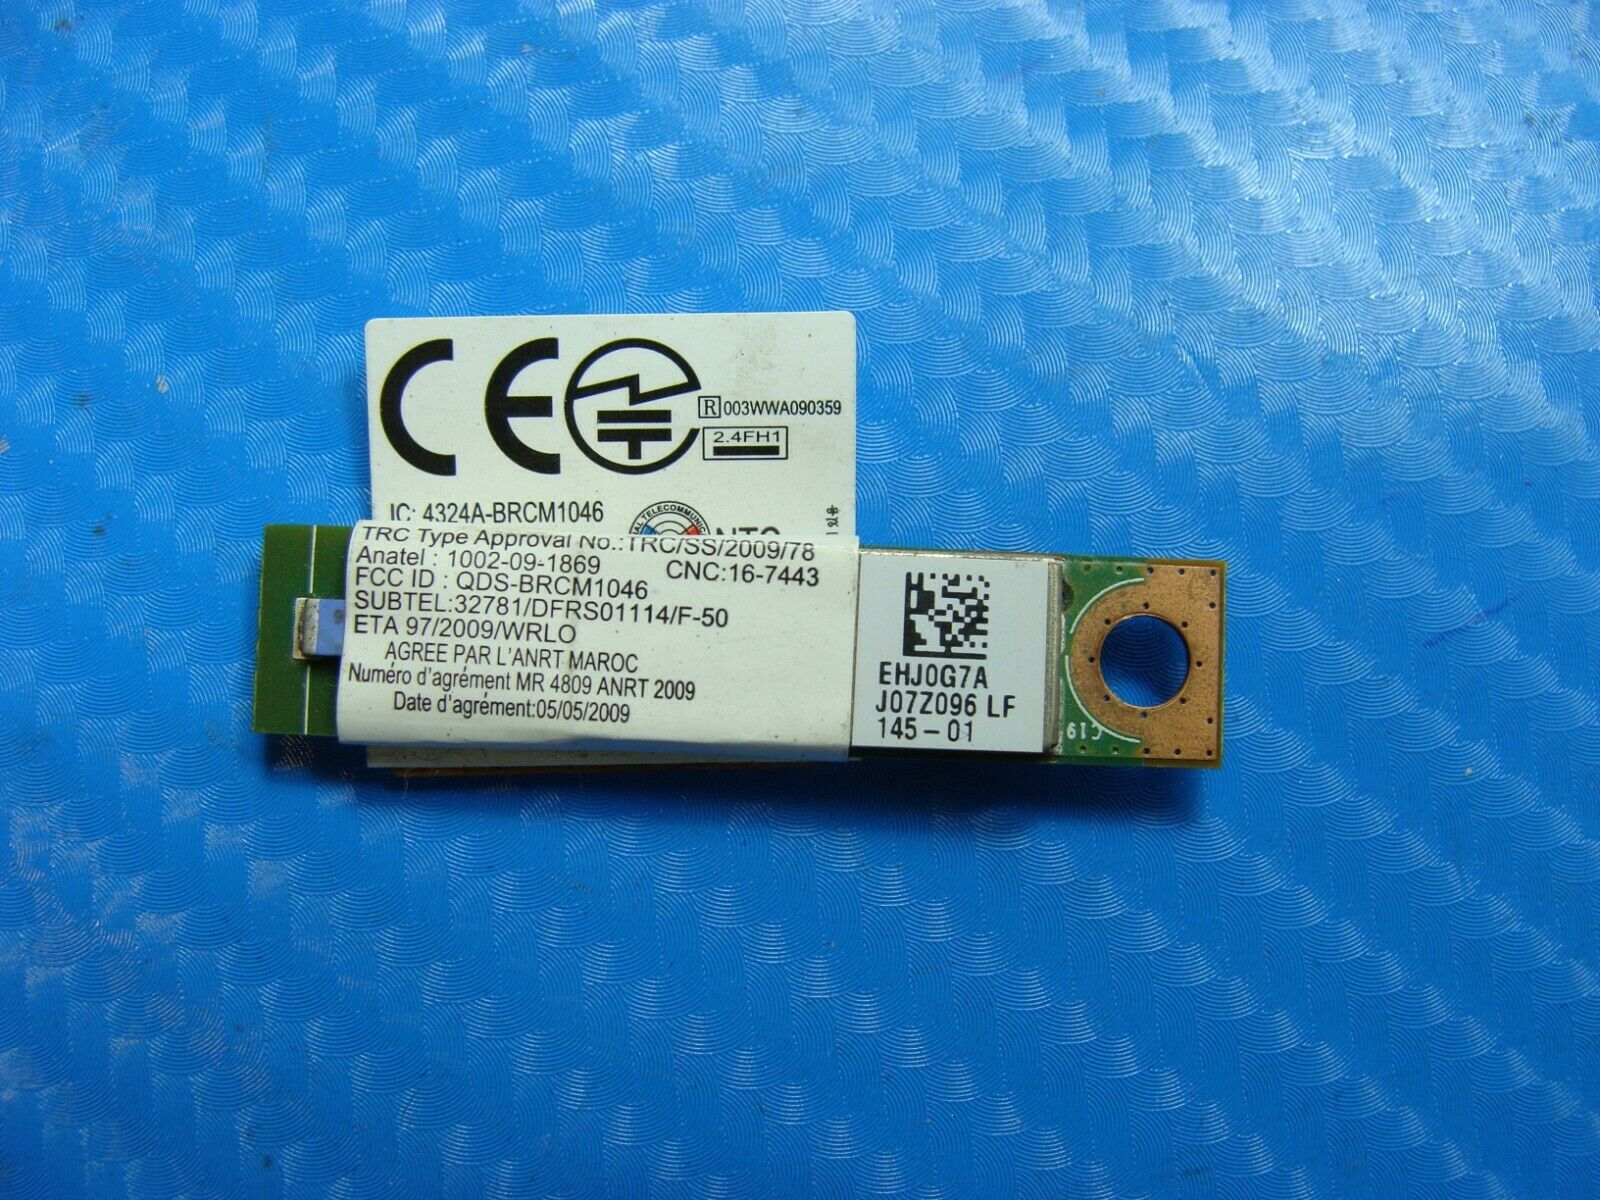 CE
R 003WWA090359
2.4FH1
IC: 4324A-BRCM1046
TRC Type Approval No.:TRC/SS/2009/78
Anatel : 1002-09-1869
CNC:16-7443
FCC ID : QDS-BRCM1046
SUBTEL:32781/DFRS01114/F-50
ETA 97/2009/WRLO
AGREE PAR L'ANRT MAROC
Numéro d'agrément MR 4809 ANRT 2009
Date d'agrément:05/05/2009
EHJ0G7A
J07Z096 LF
145-01
C19